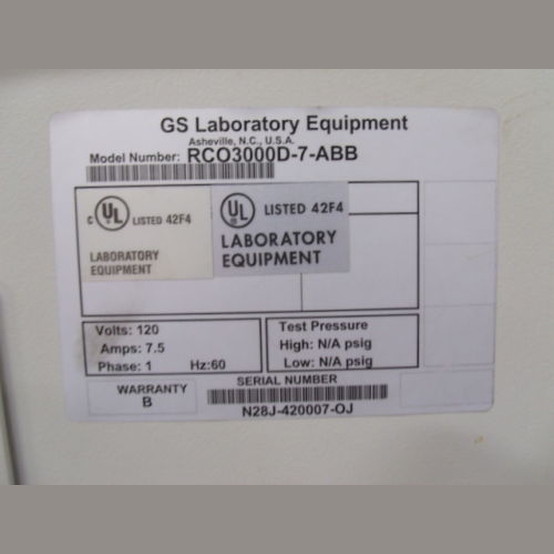 GS Laboratory Equipment
Asheville, N.C., U.S.A.
Model Number: RCO3000D-7-ABB
C UL LISTED 42F4
LABORATORY
EQUIPMENT
UL LISTED 42F4
LABORATORY
EQUIPMENT
Volts: 120
Amps: 7.5
Phase: 1 Hz:60
Test Pressure
High: N/A psig
Low: N/A psig
WARRANTY
B
SERIAL NUMBER
N28J-420007-OJ